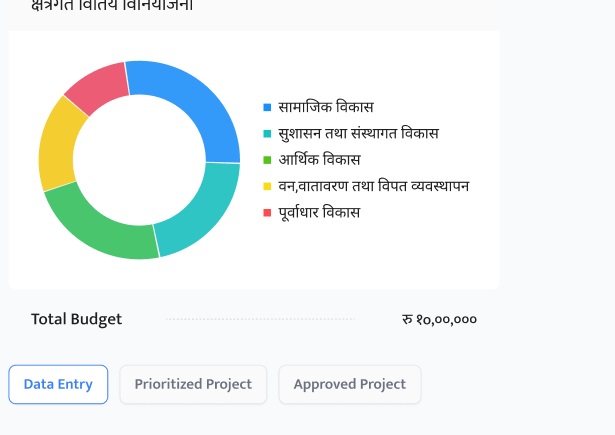 क्षेत्रगत वित्तिय विनियोजना
सामाजिक विकास
सुशासन तथा संस्थागत विकास
आर्थिक विकास
वन,वातावरण तथा विपत व्यवस्थापन
पूर्वाधार विकास
Total Budget रु १०,००,०००
Data Entry Prioritized Project Approved Project